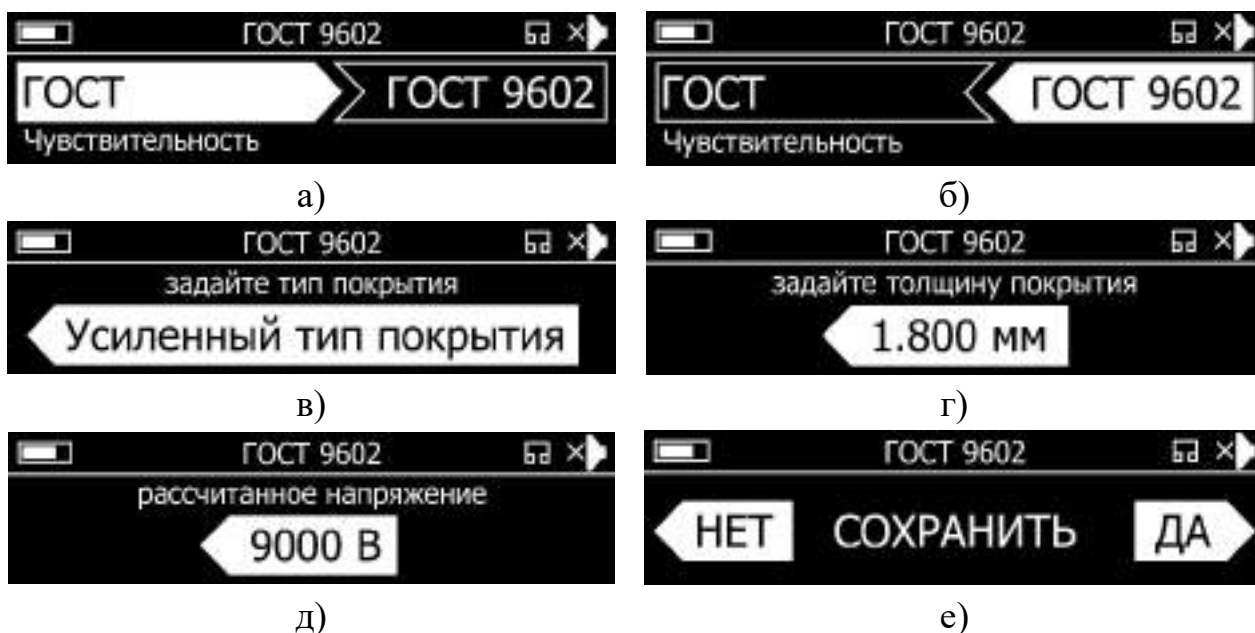 ГОСТ 9602
ГОСТ ГОСТ 9602
Чувствительность
а)
ГОСТ 9602
ГОСТ ГОСТ 9602
Чувствительность
б)
ГОСТ 9602
задайте тип покрытия
Усиленный тип покрытия
в)
ГОСТ 9602
задайте толщину покрытия
1.800 мм
г)
ГОСТ 9602
рассчитанное напряжение
9000 В
д)
ГОСТ 9602
НЕТ СОХРАНИТЬ ДА
е)